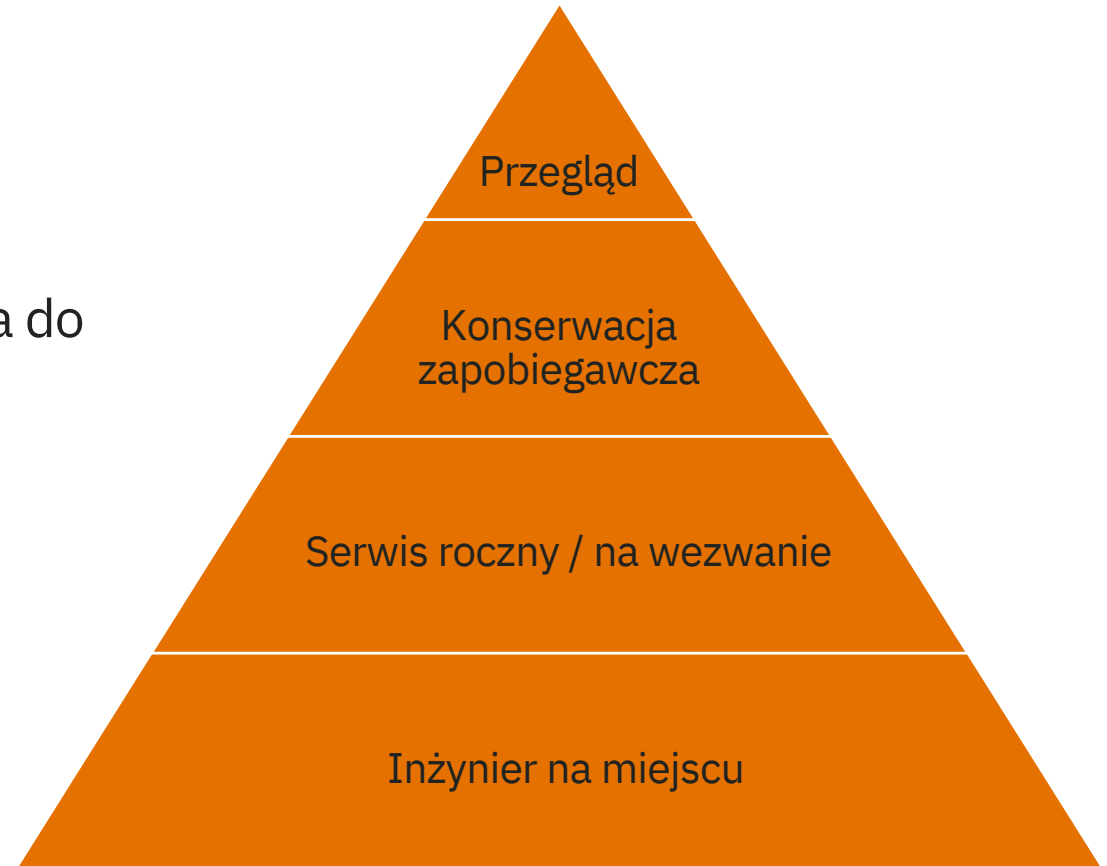 Przegląd
a do
Konserwacja
zapobiegawcza
Serwis roczny / na wezwanie
Inżynier na miejscu